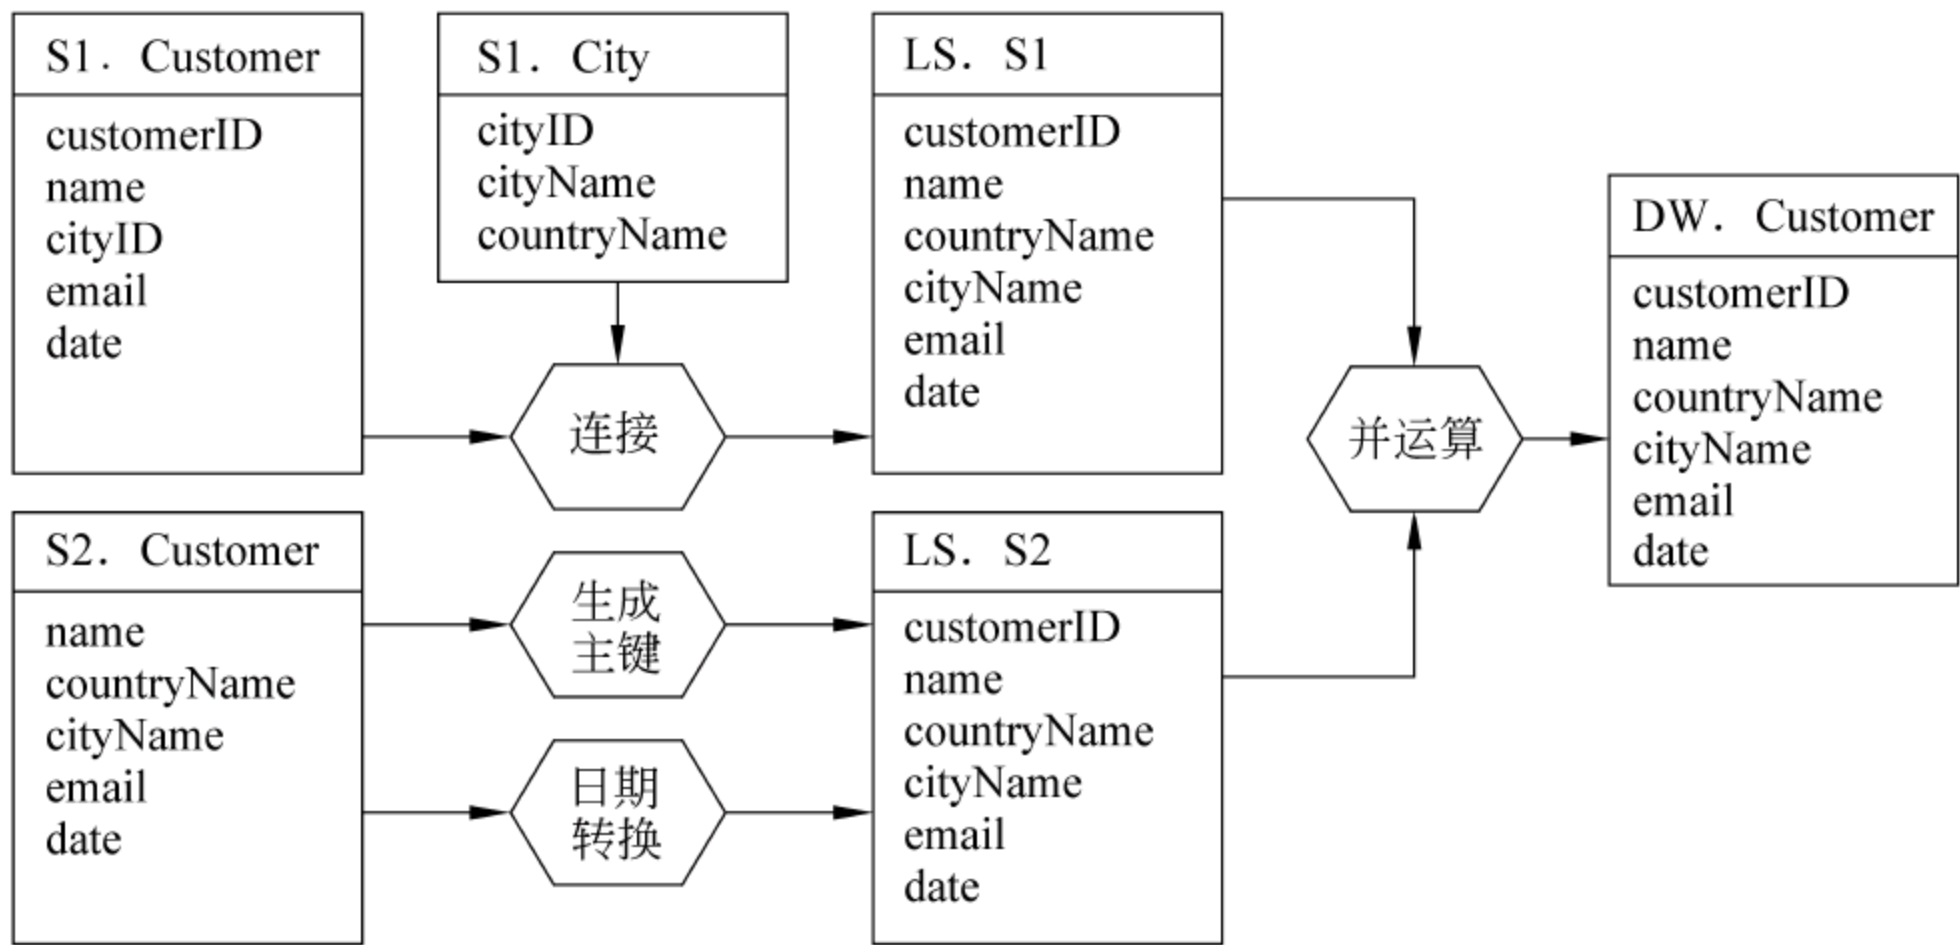 S1. Customer
customerID
name
cityID
email
date
S1. City
cityID
cityName
countryName
连接
LS. S1
customerID
name
countryName
cityName
email
date
S2. Customer
name
countryName
cityName
email
date
生成
主键
日期
转换
LS. S2
customerID
name
countryName
cityName
email
date
并运算
DW. Customer
customerID
name
countryName
cityName
email
date